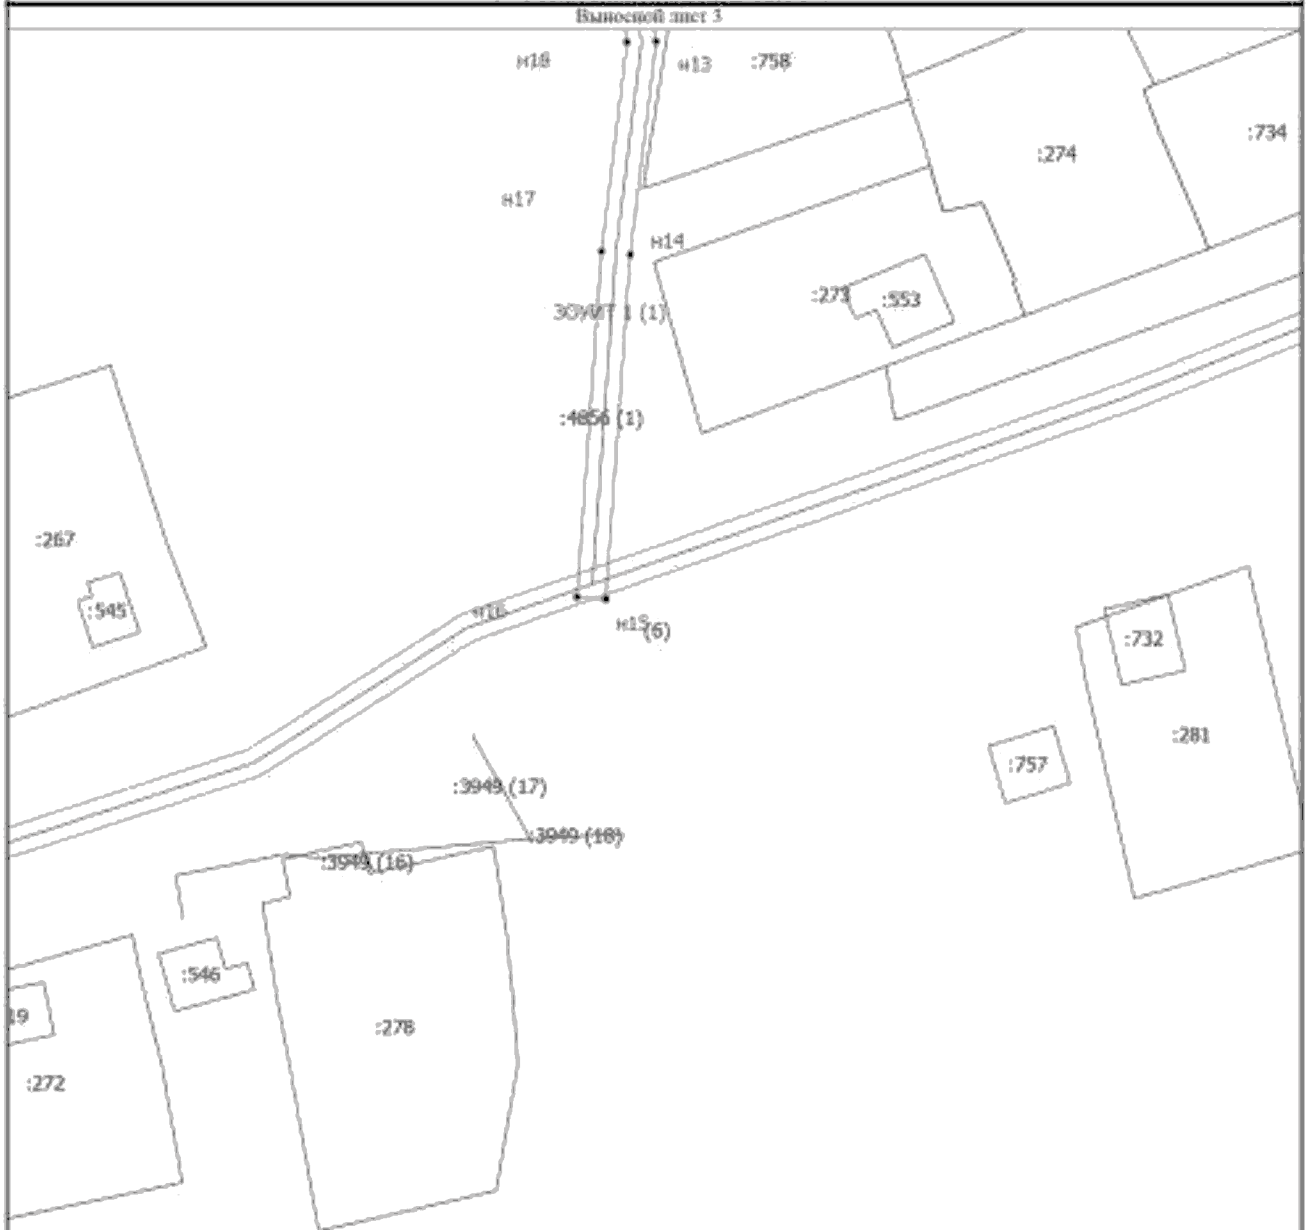 Выносной лист 3
н18
н13
:758
:734
:274
н17
н14
:273
:553
ЗОУИТ 1 (1)
:4856 (1)
:267
:545
н16
н15
(6)
:732
:281
:757
:3949 (17)
:3949 (18)
:3949 (16)
:546
19
:278
:272